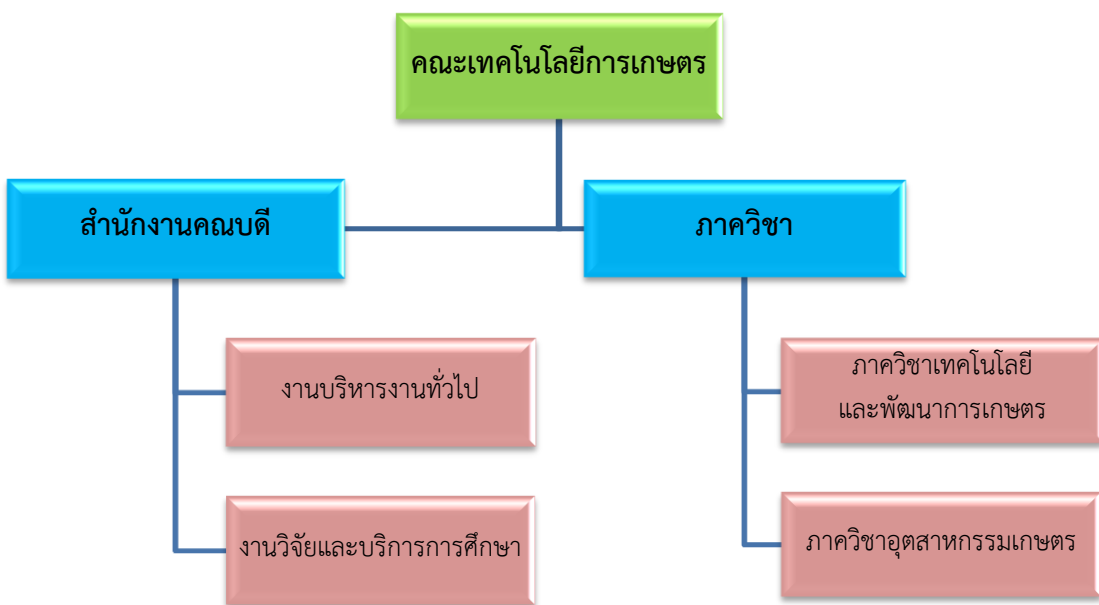 คณะเทคโนโลยีการเกษตร
สำนักงานคณบดี
ภาควิชา
งานบริหารงานทั่วไป
ภาควิชาเทคโนโลยี
และพัฒนาการเกษตร
งานวิจัยและบริการการศึกษา
ภาควิชาอุตสาหกรรมเกษตร